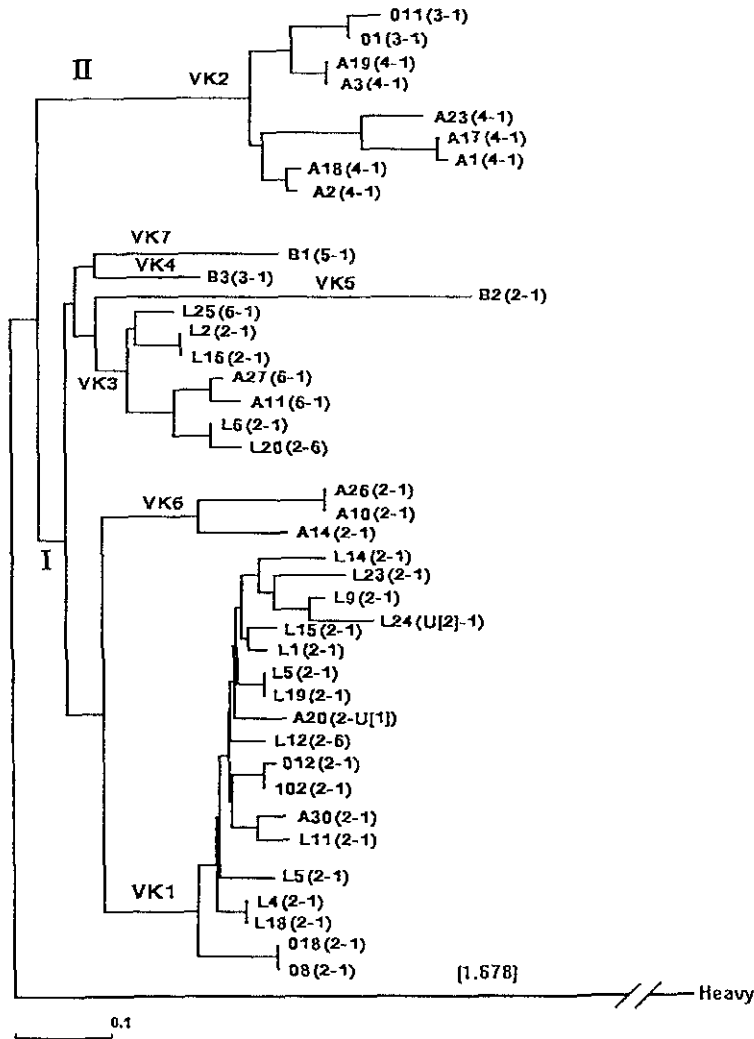 011(3-1)
01(3-1)
II
A19(4-1)
VK2
A3(4-1)
A23(4-1)
A17(4-1)
A1(4-1)
A18(4-1)
A2(4-1)
VK7
B1(5-1)
VK4
B3(3-1)
VK5
B2(2-1)
L25(6-1)
L2(2-1)
L16(2-1)
VK3
A27(6-1)
A11(6-1)
L6(2-1)
L20(2-6)
A26(2-1)
VK6
A10(2-1)
A14(2-1)
I
L14(2-1)
L23(2-1)
L9(2-1)
L24(U[2]-1)
L15(2-1)
L1(2-1)
L5(2-1)
L19(2-1)
A20(2-U[1])
L12(2-6)
012(2-1)
102(2-1)
A30(2-1)
L11(2-1)
L5(2-1)
VK1
L4(2-1)
L18(2-1)
018(2-1)
08(2-1)
[1.678]
Heavy
0.1